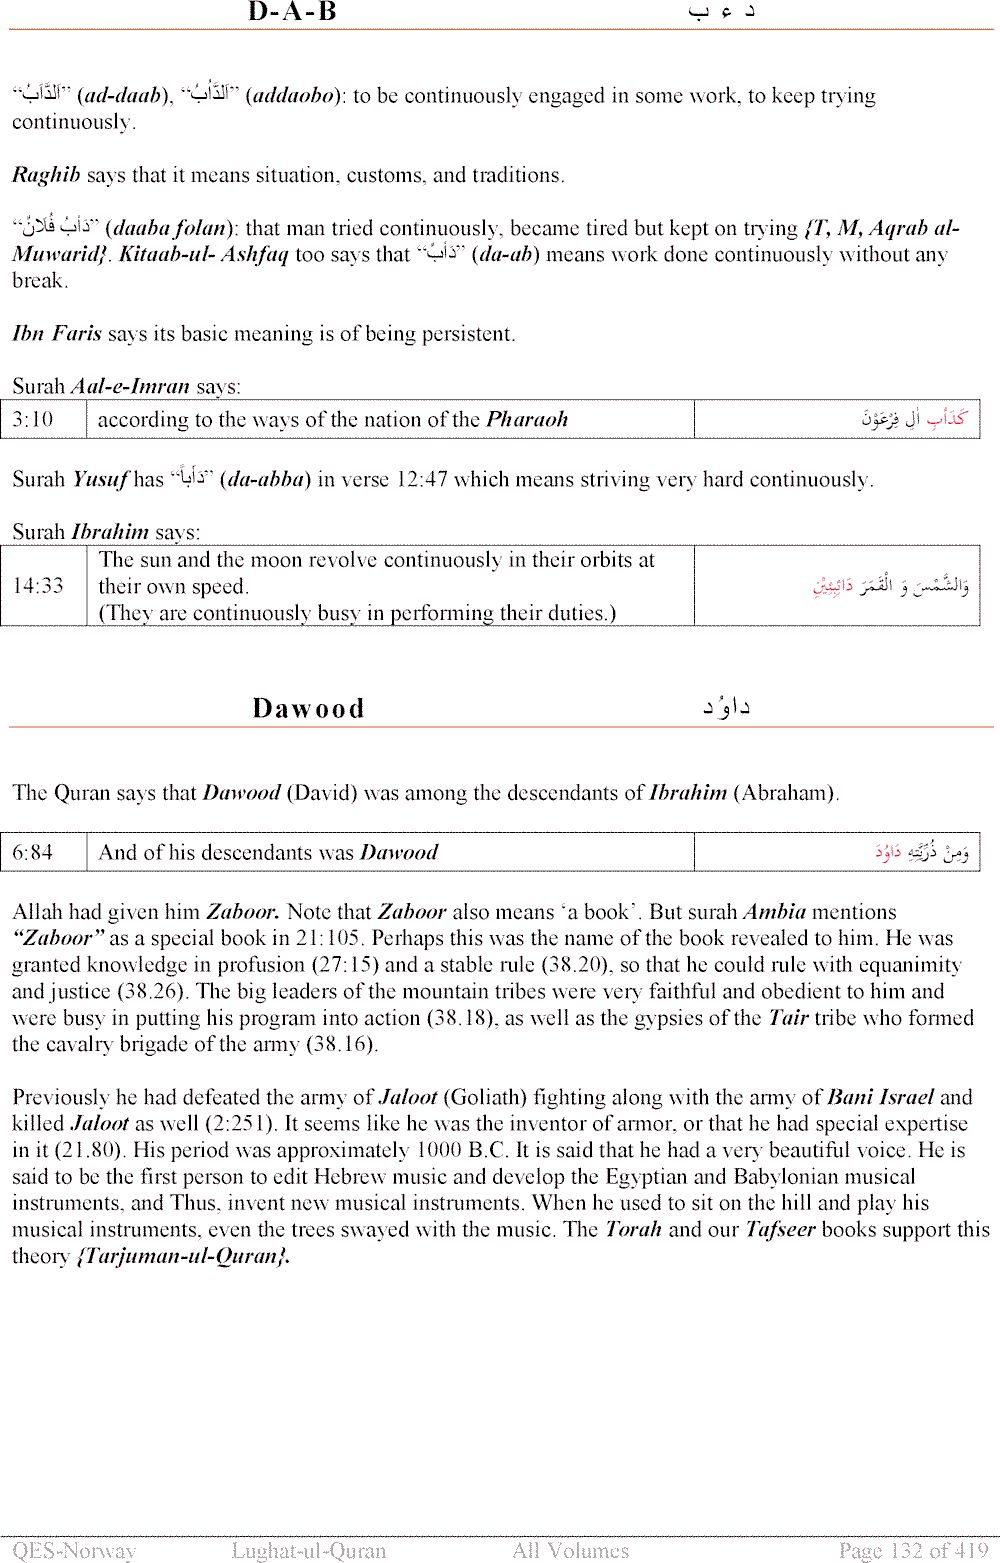 D-A-B د ء ب
“اَلدَّاَبُ” (ad-daab), “اَلدَّأبُ” (addaobo): to be continuously engaged in some work, to keep trying
continuously.
Raghib says that it means situation, customs, and traditions.
“دَأبَ فُلَانٌ” (daaba folan): that man tried continuously, became tired but kept on trying {T, M, Aqrab al-
Muwarid}. Kitaab-ul- Ashfaq too says that “دَأبٌ” (da-ab) means work done continuously without any
break.
Ibn Faris says its basic meaning is of being persistent.
Surah Aal-e-Imran says:
3:10 according to the ways of the nation of the Pharaoh كَدَأبِ اٰلِ فِرْعَوْنَ
Surah Yusuf has “دَأَباً” (da-abba) in verse 12:47 which means striving very hard continuously.
Surah Ibrahim says:
The sun and the moon revolve continuously in their orbits at
14:33 their own speed. وَالشَّمْسَ وَ الْقَمَرَ دَائِبَيْنِ
(They are continuously busy in performing their duties.)
Dawood داوُد
The Quran says that Dawood (David) was among the descendants of Ibrahim (Abraham).
6:84 And of his descendants was Dawood وَمِنْ ذُرِّيَّتِهِ دَاوُدَ
Allah had given him Zaboor. Note that Zaboor also means ‘a book’. But surah Ambia mentions
“Zaboor” as a special book in 21:105. Perhaps this was the name of the book revealed to him. He was
granted knowledge in profusion (27:15) and a stable rule (38.20), so that he could rule with equanimity
and justice (38.26). The big leaders of the mountain tribes were very faithful and obedient to him and
were busy in putting his program into action (38.18), as well as the gypsies of the Tair tribe who formed
the cavalry brigade of the army (38.16).
Previously he had defeated the army of Jaloot (Goliath) fighting along with the army of Bani Israel and
killed Jaloot as well (2:251). It seems like he was the inventor of armor, or that he had special expertise
in it (21.80). His period was approximately 1000 B.C. It is said that he had a very beautiful voice. He is
said to be the first person to edit Hebrew music and develop the Egyptian and Babylonian musical
instruments, and Thus, invent new musical instruments. When he used to sit on the hill and play his
musical instruments, even the trees swayed with the music. The Torah and our Tafseer books support this
theory {Tarjuman-ul-Quran}.
QES-Norway Lughat-ul-Quran All Volumes Page 132 of 419